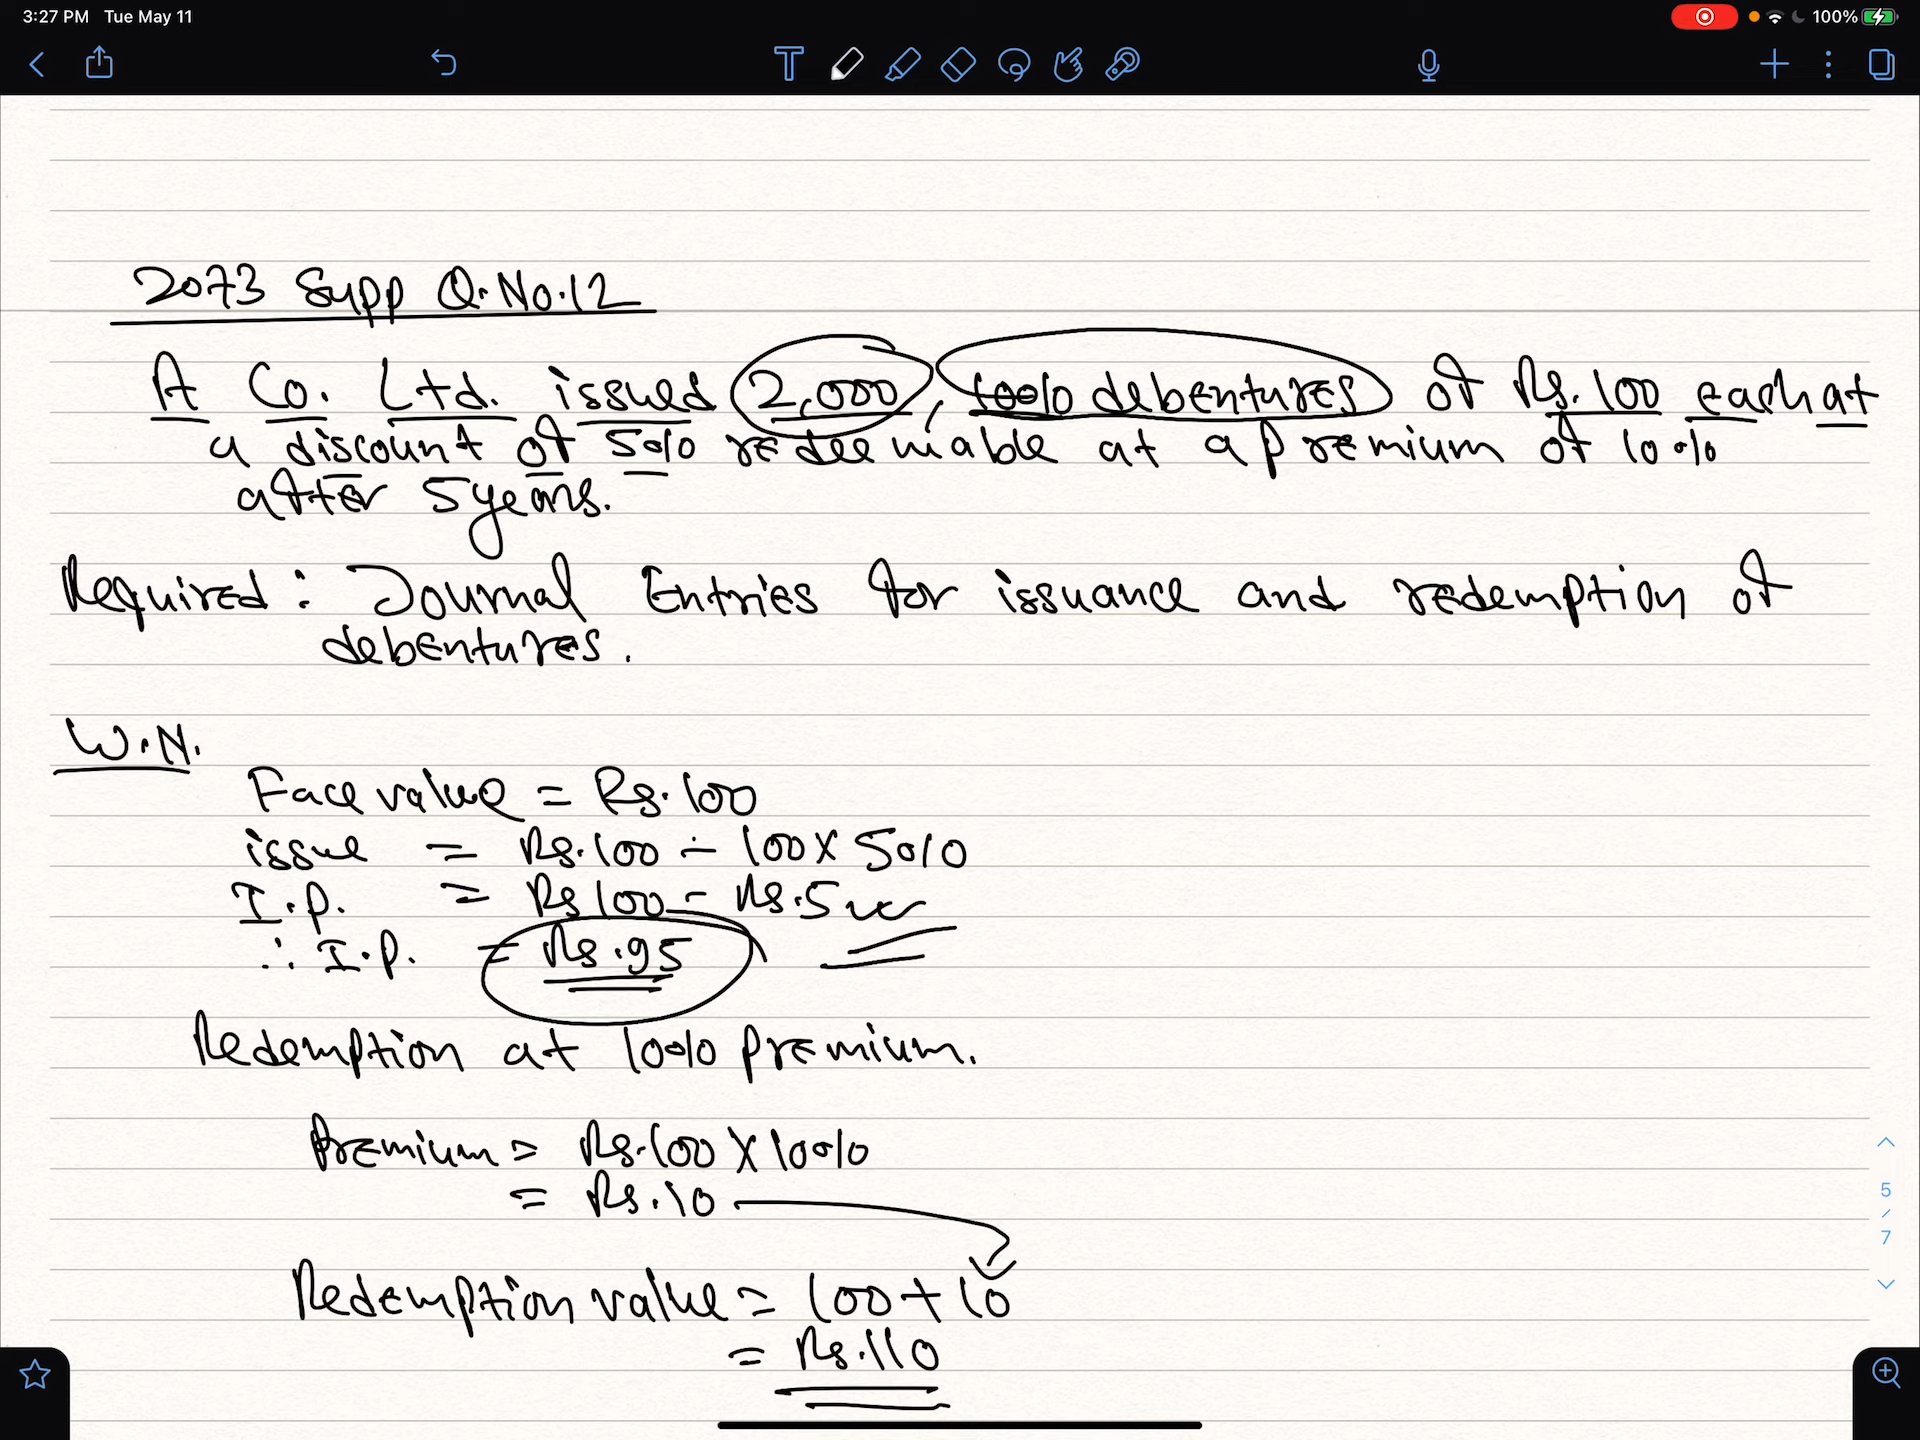 3:27 PM Tue May 11
100%
T
2073 Supp Q.No.12
A Co. Ltd. issued 2,000, 10% debentures of Rs.100 each at
a discount of 5% redeemable at a premium of 10%
after 5 years.
Required: Journal Entries for issuance and redemption of
debentures.
W.N.
Face value = Rs.100
issue = Rs.100 - 100 X 5%
I.P. = Rs 100 - Rs.5
∴ I.P. = Rs.95
Redemption at 10% premium.
Premium = Rs.100 X 10%
= Rs.10
5
/
7
Redemption value = 100 + 10
= Rs.110